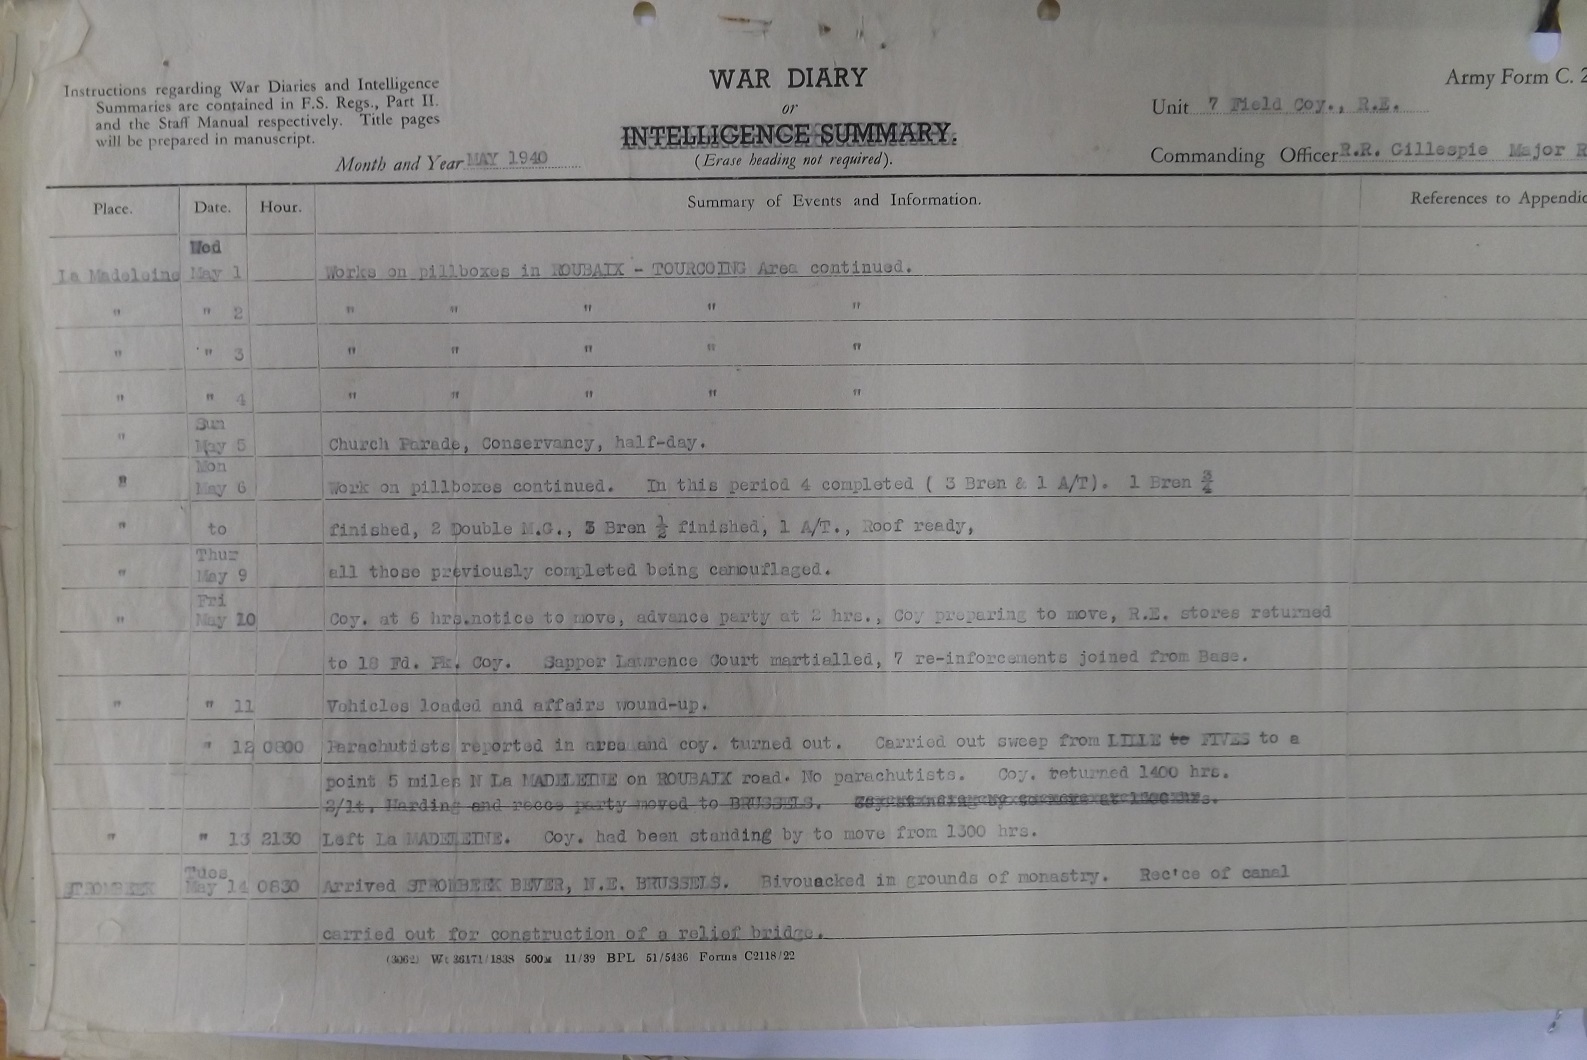 Instructions regarding War Diaries and Intelligence
Summaries are contained in F.S. Regs., Part II.
and the Staff Manual respectively. Title pages
will be prepared in manuscript.
Month and Year MAY 1940
WAR DIARY
or
INTELLIGENCE SUMMARY.
(Erase heading not required).
Army Form C. 2
Unit 7 Field Coy., R.E.
Commanding Officer R.R. Gillespie Major R
Place. Date. Hour. Summary of Events and Information. References to Appendic
Wed
La Madeleine May 1 Works on pillboxes in ROUBAIX - TOURCOING Area continued.
" " 2 " " " " "
" " 3 " " " " "
" " 4 " " " " "
Sun
" May 5 Church Parade, Conservancy, half-day.
Mon
" May 6 Work on pillboxes continued. In this period 4 completed ( 3 Bren & 1 A/T). 1 Bren ¾
" to finished, 2 Double M.G., 3 Bren ½ finished, 1 A/T., Roof ready,
Thur
" May 9 all those previously completed being camouflaged.
Fri
" May 10 Coy. at 6 hrs.notice to move, advance party at 2 hrs., Coy preparing to move, R.E. stores returned
to 18 Fd. Pk. Coy. Sapper Lawrence Court martialled, 7 re-inforcements joined from Base.
" " 11 Vehicles loaded and affairs wound-up.
" 12 0800 Parachutists reported in area and coy. turned out. Carried out sweep from LILLE to FIVES to a
point 5 miles N La MADELEINE on ROUBAIX road. No parachutists. Coy. returned 1400 hrs.
2/lt. Harding and recce party moved to BRUSSELS.
" " 13 2130 Left La MADELEINE. Coy. had been standing by to move from 1300 hrs.
Tues
STROMBEEK May 14 0830 Arrived STROMBEEK BEVER, N.E. BRUSSELS. Bivouacked in grounds of monastry. Rec'ce of canal
carried out for construction of a relief bridge.
(3062) Wt 36171/1838 500m 11/39 BPL 51/5436 Forms C2118/22